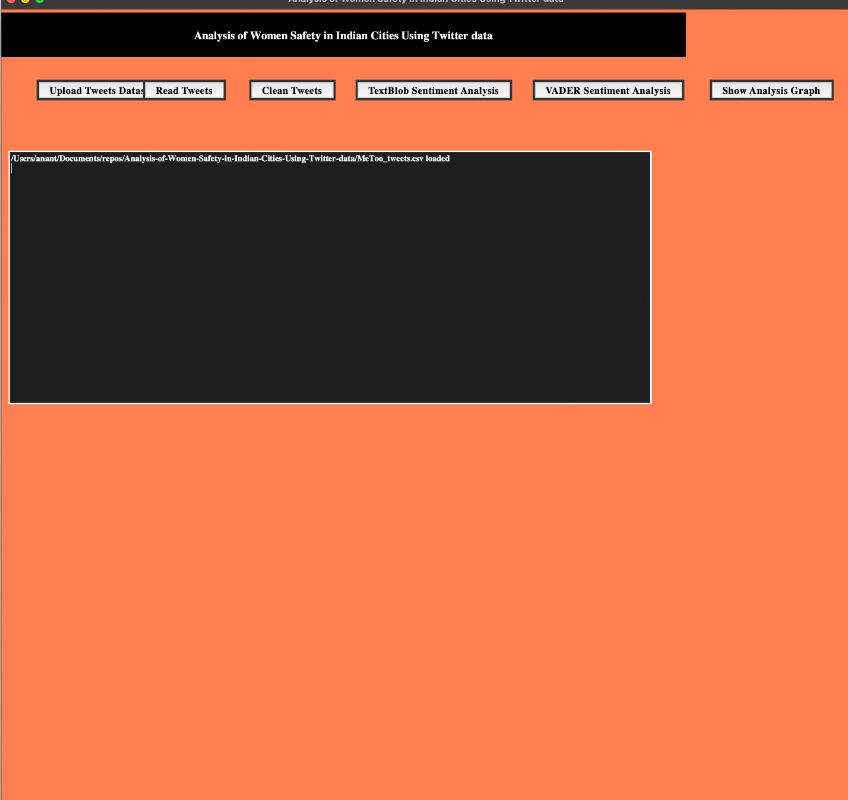 Analysis of Women Safety in Indian Cities Using Twitter data
Analysis of Women Safety in Indian Cities Using Twitter data
Upload Tweets Datas Read Tweets Clean Tweets TextBlob Sentiment Analysis VADER Sentiment Analysis Show Analysis Graph
/Users/anant/Documents/repos/Analysis-of-Women-Safety-in-Indian-Cities-Using-Twitter-data/MeToo_tweets.csv loaded